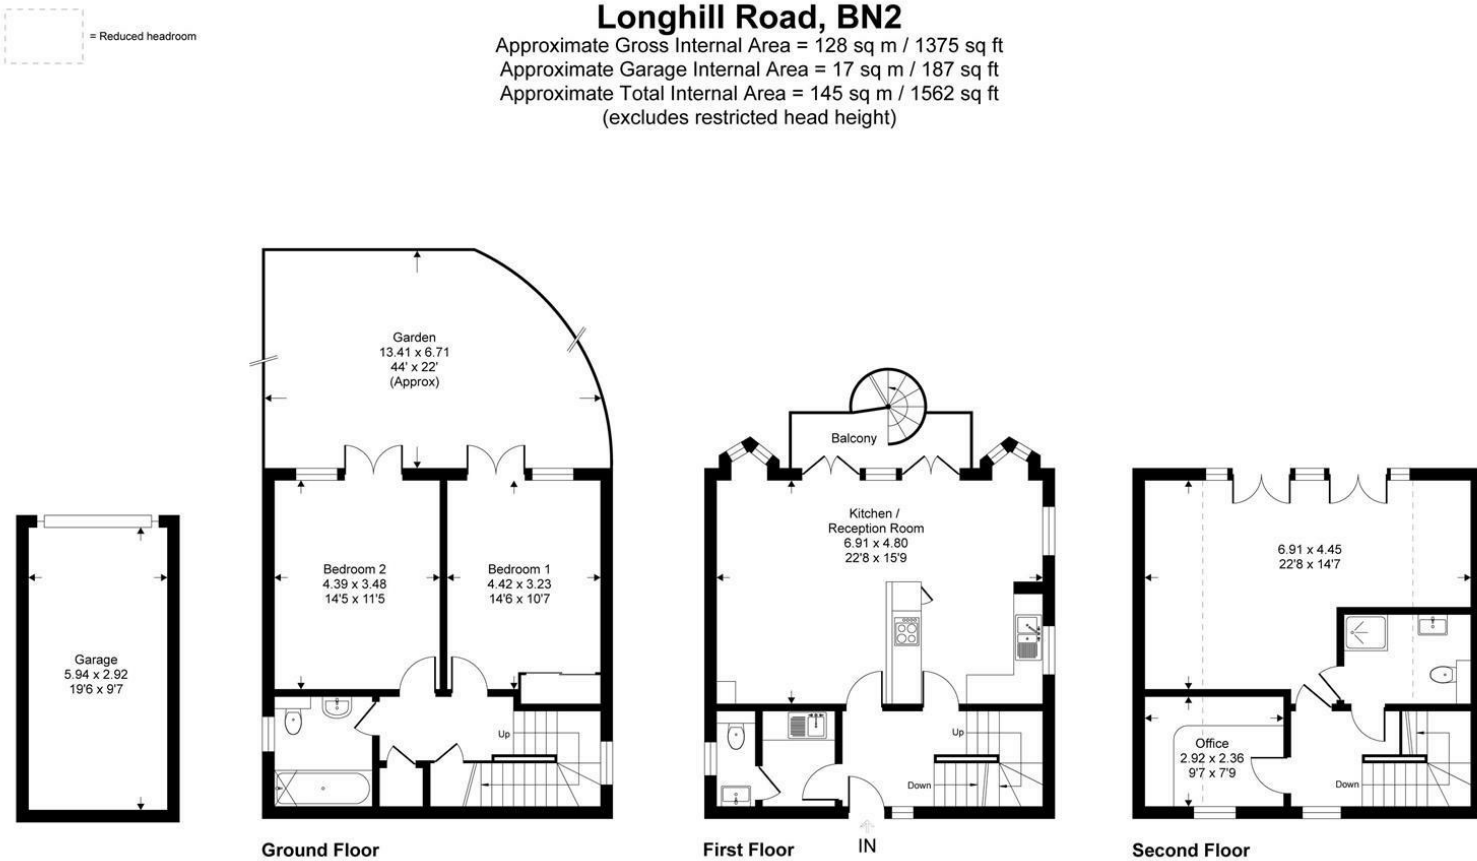 = Reduced headroom
Longhill Road, BN2
Approximate Gross Internal Area = 128 sq m / 1375 sq ft
Approximate Garage Internal Area = 17 sq m / 187 sq ft
Approximate Total Internal Area = 145 sq m / 1562 sq ft
(excludes restricted head height)
Garage
5.94 x 2.92
19'6 x 9'7
Garden
13.41 x 6.71
44' x 22'
(Approx)
Bedroom 2
4.39 x 3.48
14'5 x 11'5
Bedroom 1
4.42 x 3.23
14'6 x 10'7
Up
Ground Floor
Balcony
Kitchen /
Reception Room
6.91 x 4.80
22'8 x 15'9
Up
Down
IN
First Floor
6.91 x 4.45
22'8 x 14'7
Office
2.92 x 2.36
9'7 x 7'9
Down
Second Floor